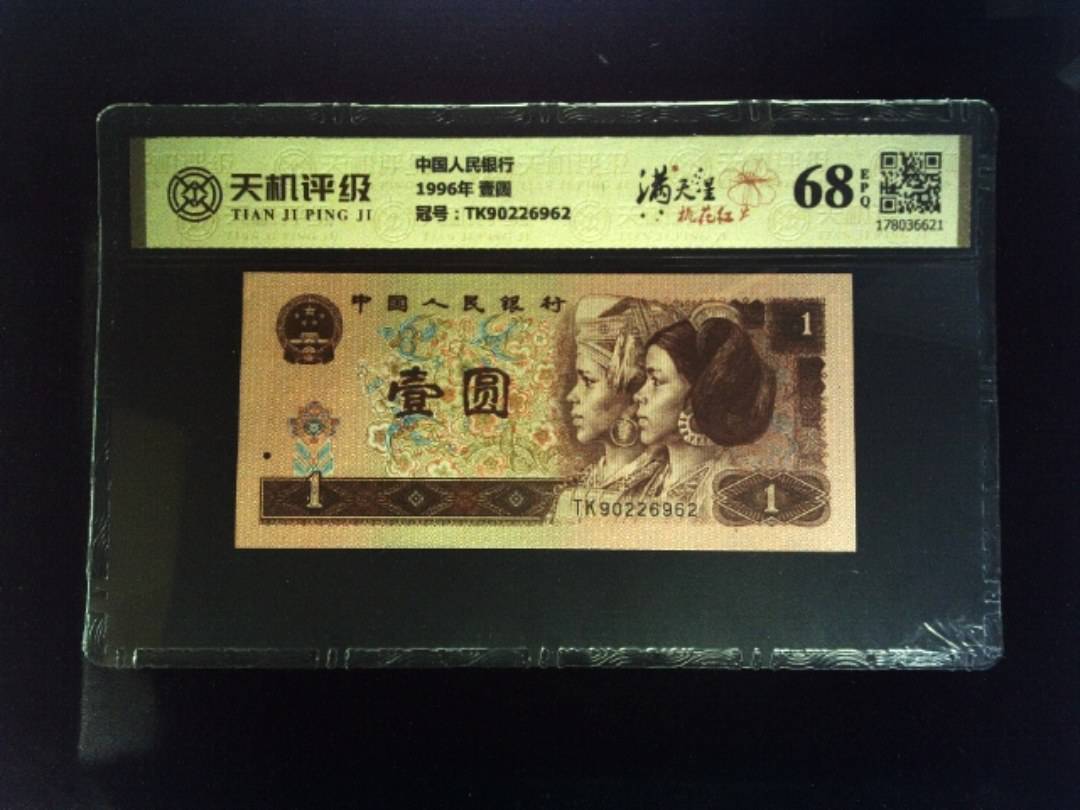 天机评级
TIAN JI PING JI
中国人民银行
1996年 壹圆
冠号：TK90226962
满天星
桃花红
68
EPQ
178036621
中國人民銀行
1
壹圆
1
TK90226962
1